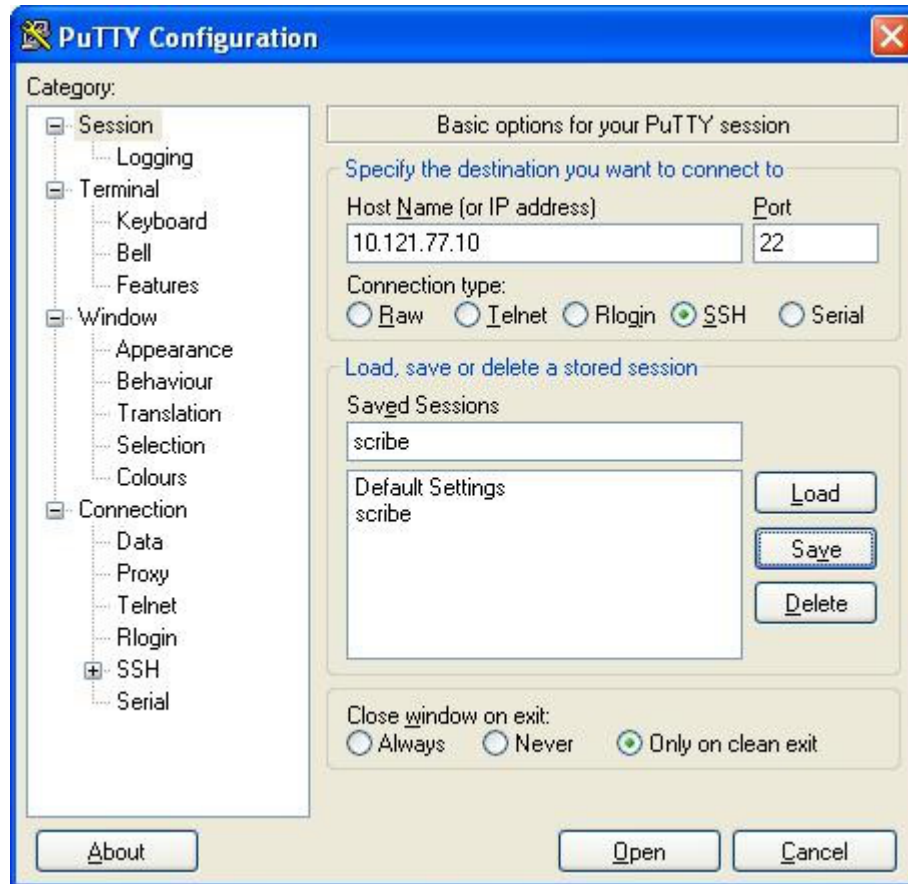 PuTTY Configuration
Category:
Session
Logging
Terminal
Keyboard
Bell
Features
Window
Appearance
Behaviour
Translation
Selection
Colours
Connection
Data
Proxy
Telnet
Rlogin
SSH
Serial
Basic options for your PuTTY session
Specify the destination you want to connect to
Host Name (or IP address) Port
10.121.77.10 22
Connection type:
Raw Telnet Rlogin SSH Serial
Load, save or delete a stored session
Saved Sessions
scribe
Default Settings
scribe
Load
Save
Delete
Close window on exit:
Always Never Only on clean exit
About Open Cancel